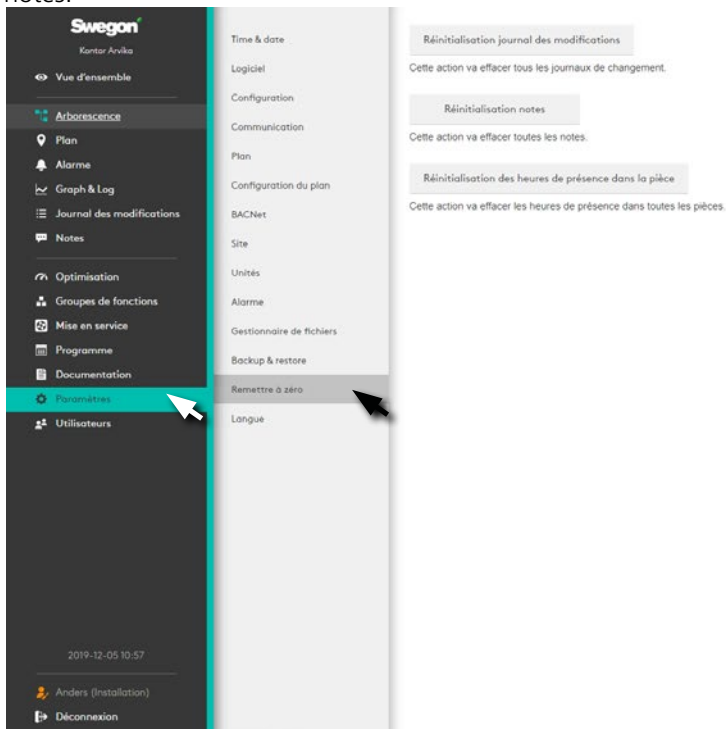 notes.
Swegon
Kontor Arvika
Vue d'ensemble
Arborescence
Plan
Alarme
Graph & Log
Journal des modifications
Notes
Optimisation
Groupes de fonctions
Mise en service
Programme
Documentation
Paramètres
Utilisateurs
2019-12-05 10:57
Anders (Installation)
Déconnexion
Time & date
Logiciel
Configuration
Communication
Plan
Configuration du plan
BACNet
Site
Unités
Alarme
Gestionnaire de fichiers
Backup & restore
Remettre à zéro
Langue
Réinitialisation journal des modifications
Cette action va effacer tous les journaux de changement.
Réinitialisation notes
Cette action va effacer toutes les notes.
Réinitialisation des heures de présence dans la pièce
Cette action va effacer les heures de présence dans toutes les pièces.